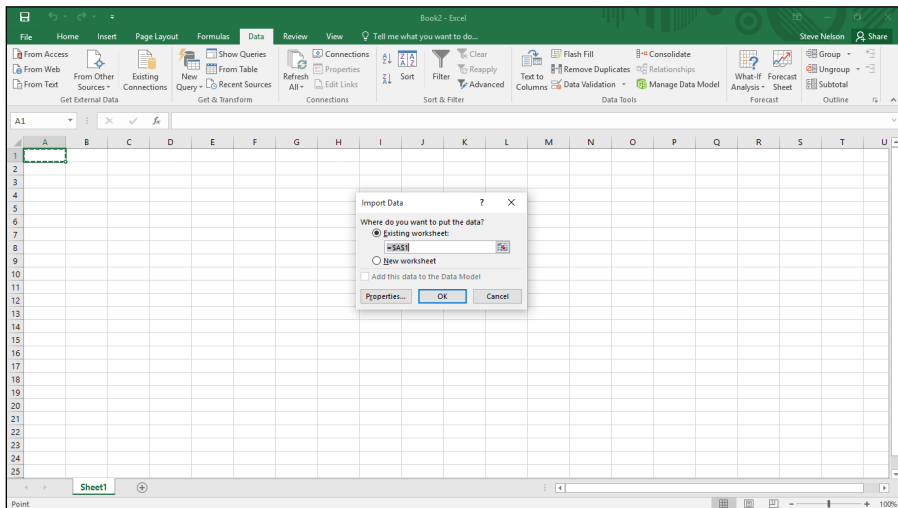 Book2 - Excel
File Home Insert Page Layout Formulas Data Review View Tell me what you want to do... Steve Nelson Share
From Access
From Web
From Text
From Other Sources
Existing Connections
Get External Data
New Query
Show Queries
From Table
Recent Sources
Get & Transform
Refresh All
Connections
Properties
Edit Links
Connections
Sort
Filter
Clear
Reapply
Advanced
Sort & Filter
Text to Columns
Flash Fill
Remove Duplicates
Data Validation
Consolidate
Relationships
Manage Data Model
Data Tools
What-If Analysis
Forecast Sheet
Forecast
Group
Ungroup
Subtotal
Outline
A1 fx
A B C D E F G H I J K L M N O P Q R S T U
1
2
3
4
5
6
7
8
9
10
11
12
13
14
15
16
17
18
19
20
21
22
23
24
25
Import Data ?
Where do you want to put the data?
Existing worksheet:
=$A$1
New worksheet
Add this data to the Data Model
Properties... OK Cancel
Sheet1
Point 100%